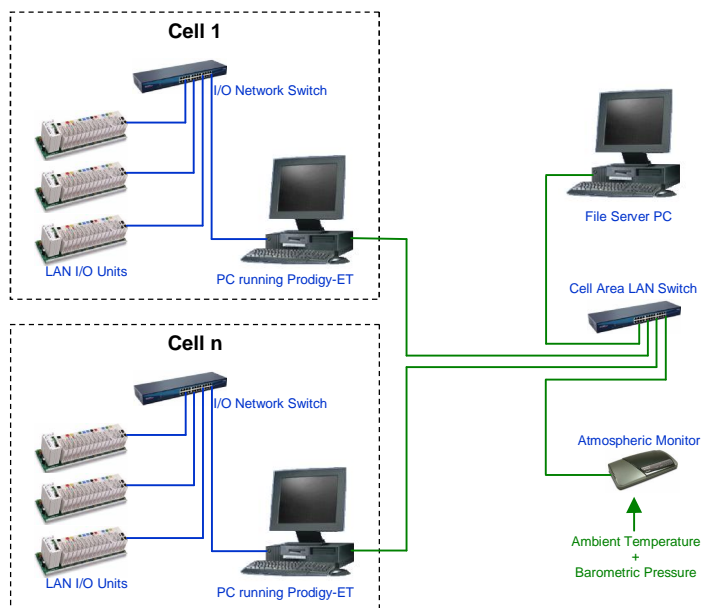 Cell 1
I/O Network Switch
LAN I/O Units
PC running Prodigy-ET
File Server PC
Cell Area LAN Switch
Cell n
I/O Network Switch
LAN I/O Units
PC running Prodigy-ET
Atmospheric Monitor
Ambient Temperature
+
Barometric Pressure